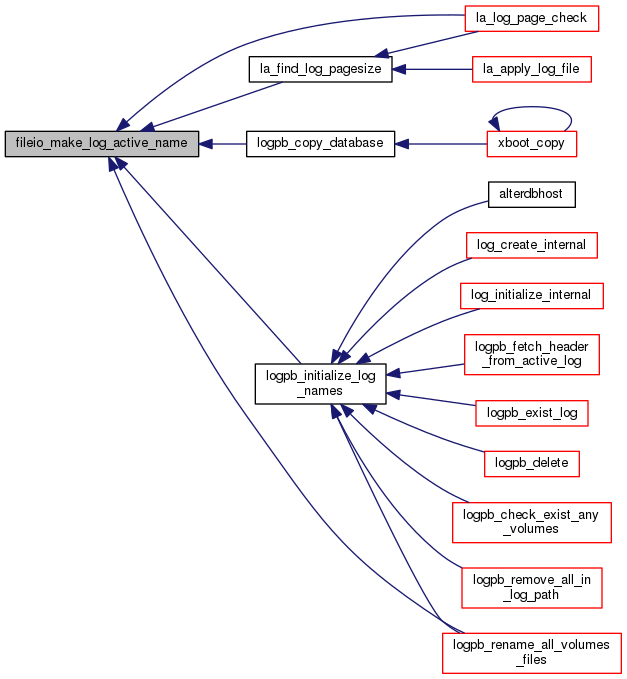 la_log_page_check
la_find_log_pagesize
la_apply_log_file
fileio_make_log_active_name
logpb_copy_database
xboot_copy
alterdbhost
log_create_internal
log_initialize_internal
logpb_fetch_header
_from_active_log
logpb_initialize_log
_names
logpb_exist_log
logpb_delete
logpb_check_exist_any
_volumes
logpb_remove_all_in
_log_path
logpb_rename_all_volumes
_files